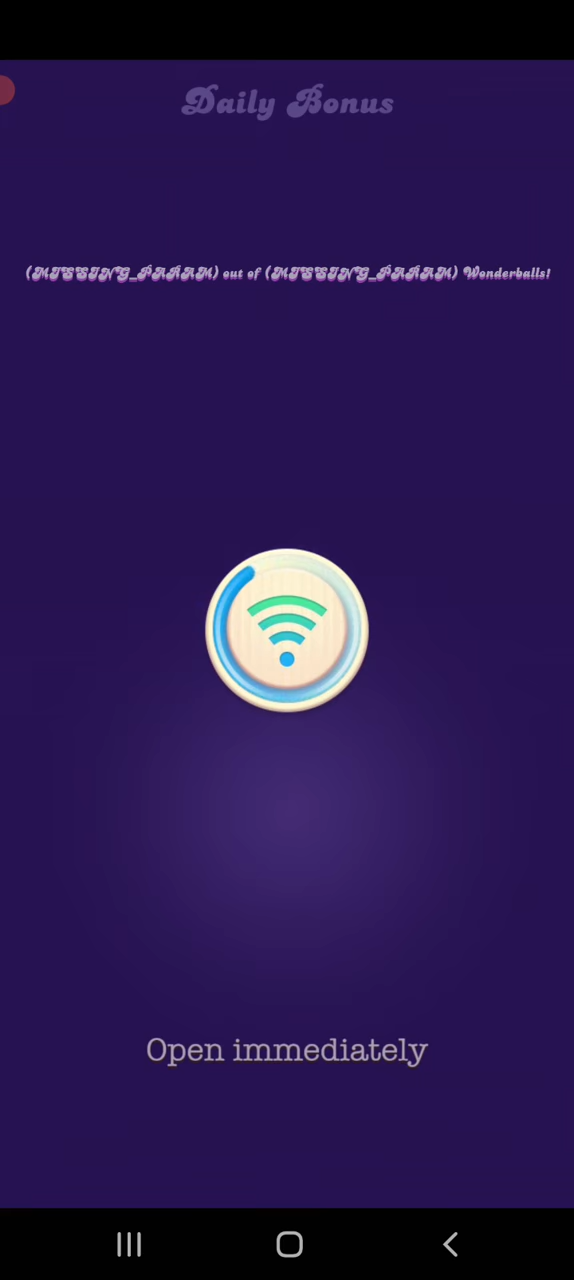 Daily Bonus
(MISSING_PARAM) out of (MISSING_PARAM) Wonderballs!
Open immediately